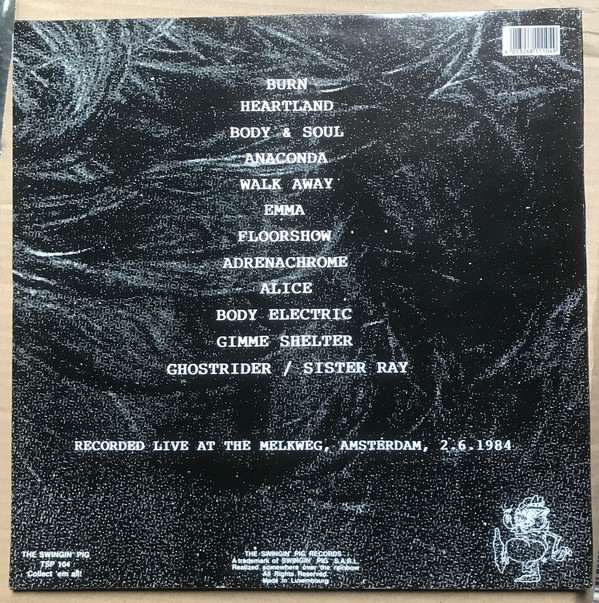 BURN
HEARTLAND
BODY & SOUL
ANACONDA
WALK AWAY
EMMA
FLOORSHOW
ADRENACHROME
ALICE
BODY ELECTRIC
GIMME SHELTER
GHOSTRIDER / SISTER RAY
RECORDED LIVE AT THE MELKWEG, AMSTERDAM, 2.6.1984
THE SWINGIN' PIG
TSP 104
Collect 'em all!
THE SWINGIN' PIG RECORDS
A trademark of SWINGIN' PIG S.A.R.L.
Realized somewhere over the rainbow
All Rights Reserved
Made in Luxembourg